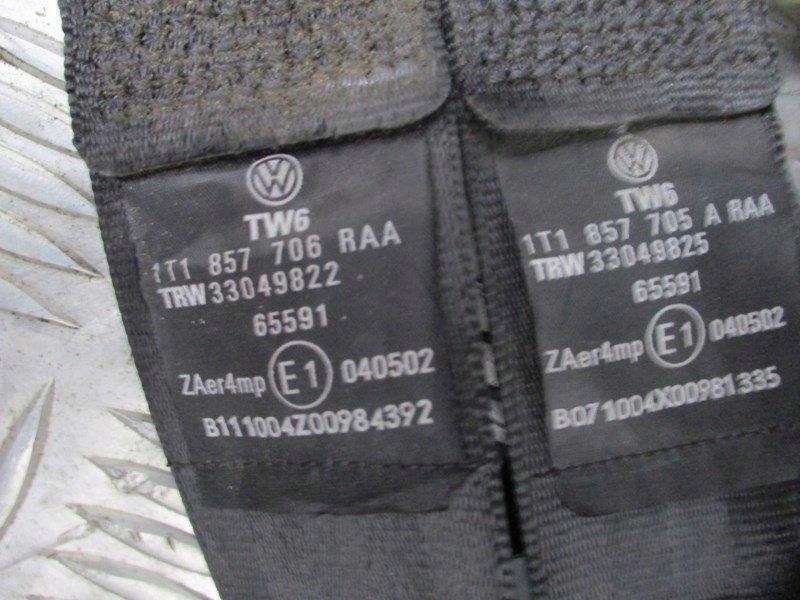 TW6
1T1 857 706 RAA
TRW 33049822
65591
ZAer4mp E1 040502
B111004Z00984392
TW6
1T1 857 705 A RAA
TRW 33049825
65591
ZAer4mp E1 040502
B071004X00981335